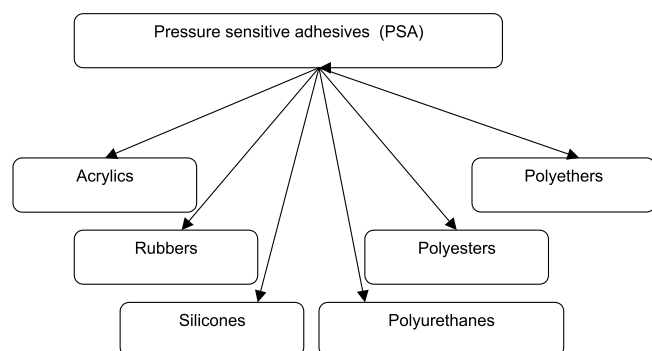 Pressure sensitive adhesives (PSA)
Acrylics
Polyethers
Rubbers
Polyesters
Silicones
Polyurethanes